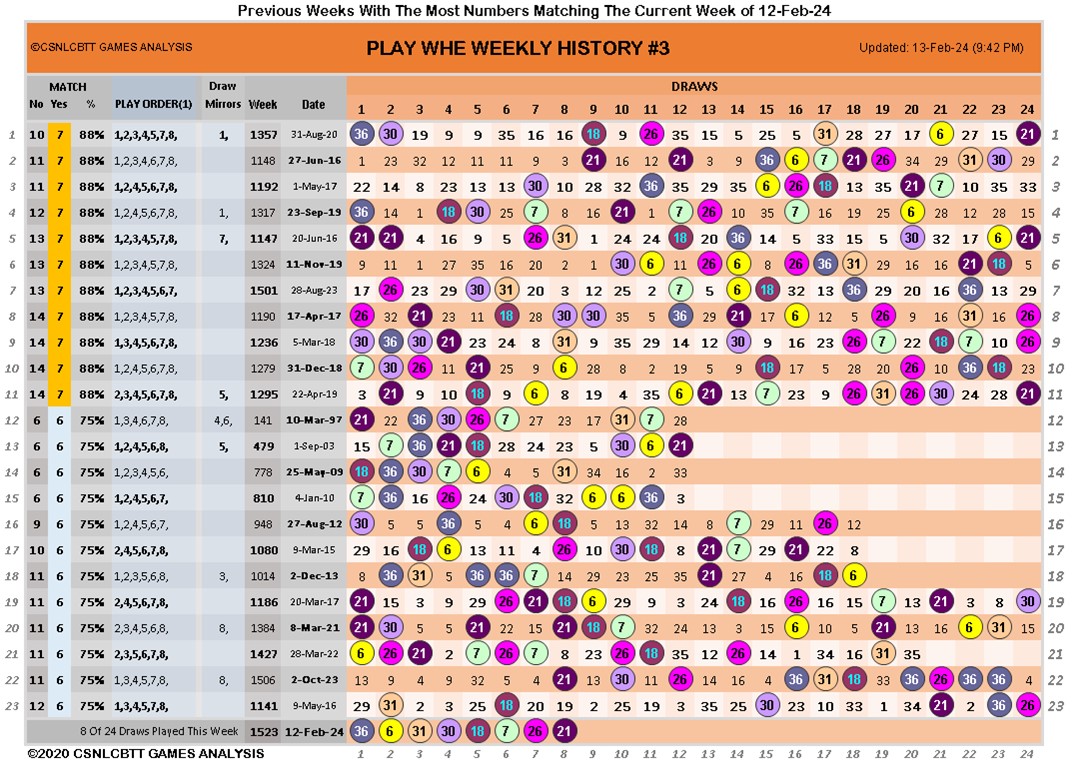 Previous Weeks With The Most Numbers Matching The Current Week of 12-Feb-24
©CSNLCBTT GAMES ANALYSIS PLAY WHE WEEKLY HISTORY #3 Updated: 13-Feb-24 (9:42 PM)
MATCH Draw DRAWS
No Yes % PLAY ORDER(1) Mirrors Week Date 1 2 3 4 5 6 7 8 9 10 11 12 13 14 15 16 17 18 19 20 21 22 23 24
1 10 7 88% 1,2,3,4,5,7,8, 1, 1357 31-Aug-20 36 30 19 9 9 35 16 16 18 9 26 35 15 5 25 5 31 28 27 17 6 27 15 21 1
2 11 7 88% 1,2,3,4,6,7,8, 1148 27-Jun-16 1 23 32 12 11 11 9 3 21 16 12 21 3 9 36 6 7 21 26 34 29 31 30 29 2
3 11 7 88% 1,2,4,5,6,7,8, 1192 1-May-17 22 14 8 23 13 13 30 10 28 32 36 35 29 35 6 26 18 13 35 21 7 10 35 33 3
4 12 7 88% 1,2,4,5,6,7,8, 1, 1317 23-Sep-19 36 14 1 18 30 25 7 8 16 21 1 7 26 10 35 7 16 19 25 6 28 12 28 15 4
5 13 7 88% 1,2,3,4,5,7,8, 7, 1147 20-Jun-16 21 21 4 16 9 5 26 31 1 24 24 18 20 36 14 5 33 15 5 30 32 17 6 21 5
6 13 7 88% 1,2,3,4,5,7,8, 1324 11-Nov-19 9 11 1 27 35 16 20 2 1 30 6 11 26 6 8 26 36 31 29 16 16 21 18 5 6
7 13 7 88% 1,2,3,4,5,6,7, 1501 28-Aug-23 17 26 23 29 30 31 20 3 12 25 2 7 5 6 18 32 13 36 29 20 16 36 13 29 7
8 14 7 88% 1,2,3,4,5,7,8, 1190 17-Apr-17 26 32 21 23 11 18 28 30 30 35 5 36 29 21 17 6 12 5 26 9 16 31 16 26 8
9 14 7 88% 1,3,4,5,6,7,8, 1236 5-Mar-18 30 36 30 21 23 24 8 31 9 35 29 14 12 30 9 14 23 26 7 22 18 7 10 26 9
10 14 7 88% 1,2,4,5,6,7,8, 1279 31-Dec-18 7 30 26 11 21 25 9 6 28 8 2 1 20 29 18 17 5 28 10 26 20 36 18 23 10
11 14 7 88% 2,3,4,5,6,7,8, 5, 1295 22-Apr-19 3 21 9 10 18 9 6 8 19 4 35 6 21 13 7 23 9 26 31 26 30 24 28 21 11
12 6 6 75% 1,3,4,6,7,8, 4,6, 141 10-Mar-97 21 22 36 30 26 7 27 23 17 31 7 28 12
13 6 6 75% 1,2,4,5,6,8, 5, 479 1-Sep-03 15 7 36 21 18 28 24 23 5 30 6 21 13
14 6 6 75% 1,2,3,4,5,6, 778 25-May-09 18 36 30 7 6 4 5 31 34 16 2 33 14
15 6 6 75% 1,2,4,5,6,7, 810 4-Jan-10 7 36 16 26 24 30 18 32 6 6 36 3 15
16 9 6 75% 1,2,4,5,6,7, 948 27-Aug-12 30 5 5 36 5 4 6 18 5 13 32 14 8 7 29 11 26 12 16
17 10 6 75% 2,4,5,6,7,8, 1080 9-Mar-15 29 16 18 6 13 11 4 26 10 30 18 8 21 7 29 21 22 8 17
18 11 6 75% 1,2,3,5,6,8, 3, 1014 2-Dec-13 8 36 31 5 36 36 7 14 29 23 25 35 21 27 4 16 18 6 18
19 11 6 75% 2,4,5,6,7,8, 1186 20-Mar-17 21 15 3 9 29 26 21 18 6 29 9 3 24 18 16 26 16 15 7 13 21 3 8 30 19
20 11 6 75% 2,3,4,5,6,8, 8, 1384 8-Mar-21 21 30 5 5 21 22 15 21 18 7 32 24 13 3 15 6 10 5 21 13 16 6 31 15 20
21 11 6 75% 2,3,5,6,7,8, 1427 28-Mar-22 6 26 21 2 7 26 7 8 23 26 18 35 12 26 14 1 34 16 31 35 21
22 11 6 75% 1,3,4,5,7,8, 8, 1506 2-Oct-23 13 9 4 9 32 5 4 21 13 30 11 26 14 16 4 36 31 18 33 36 26 36 36 4 22
23 12 6 75% 1,3,4,5,7,8, 1141 9-May-16 29 31 2 3 25 18 20 12 2 25 19 3 19 35 30 23 10 33 1 34 21 2 36 26 23
8 Of 24 Draws Played This Week 1523 12-Feb-24 36 6 31 30 18 7 26 21
©2020 CSNLCBTT GAMES ANALYSIS 1 2 3 4 5 6 7 8 9 10 11 12 13 14 15 16 17 18 19 20 21 22 23 24